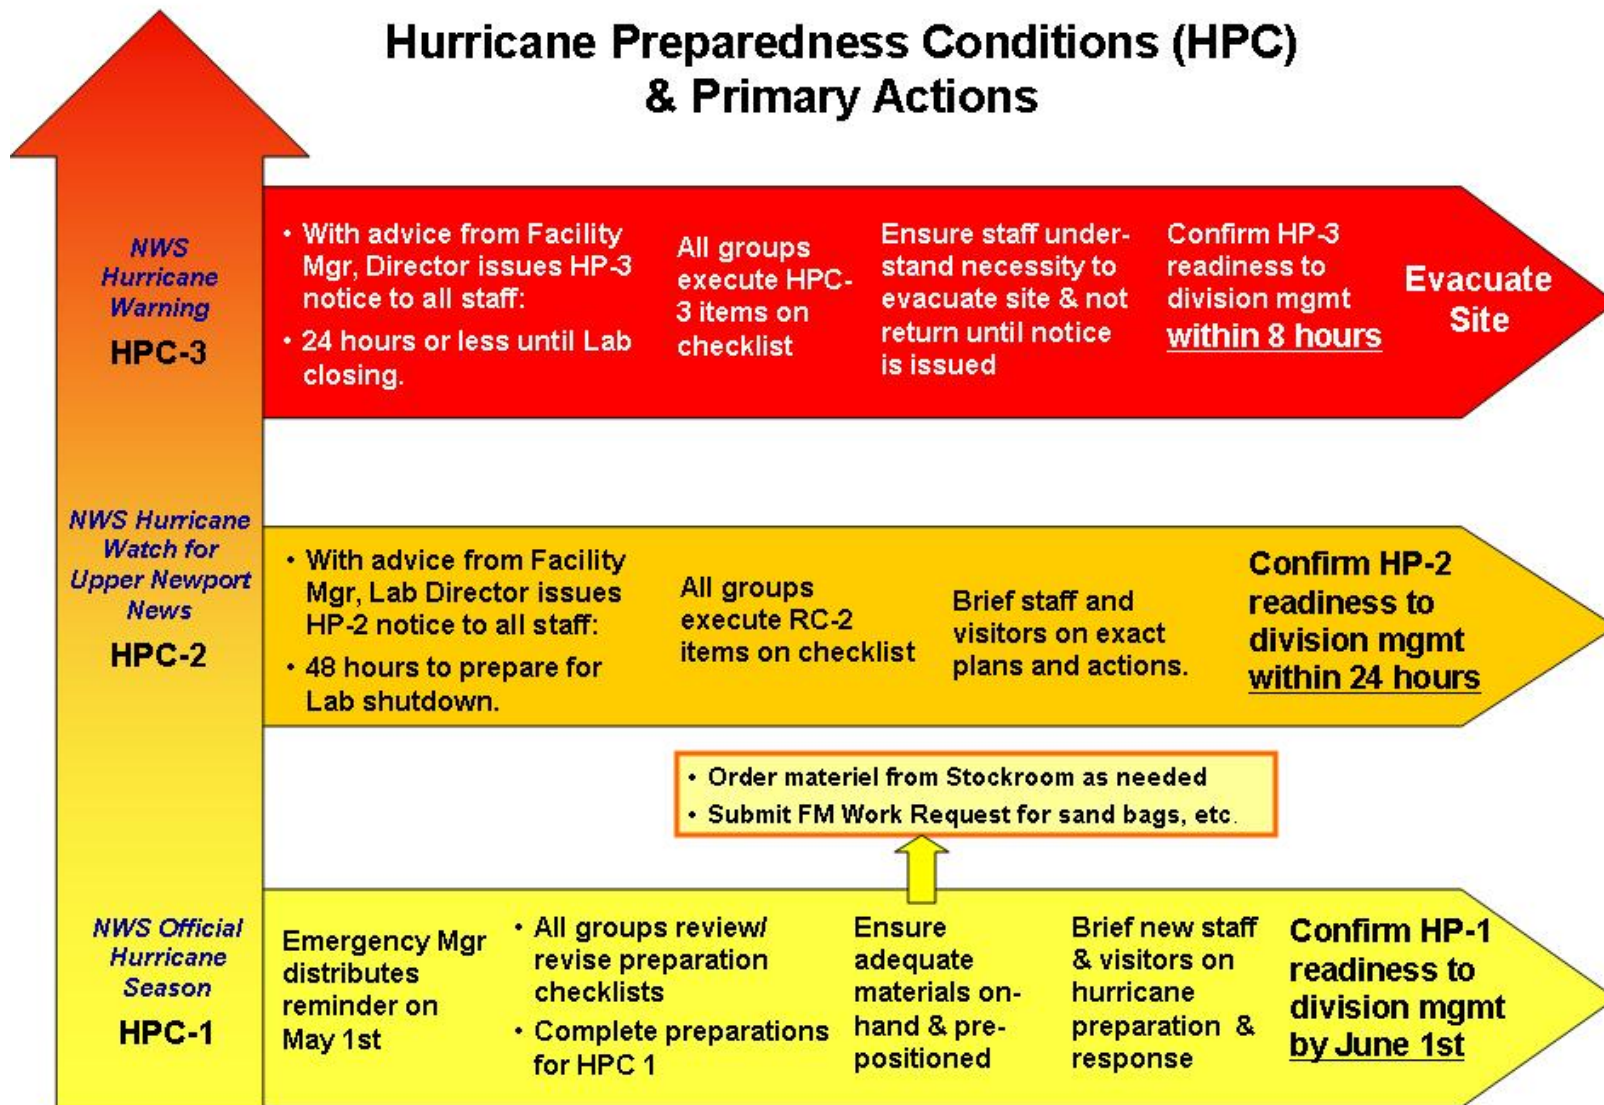 Hurricane Preparedness Conditions (HPC)
& Primary Actions
NWS
Hurricane
Warning
HPC-3
• With advice from Facility
Mgr, Director issues HP-3
notice to all staff:
• 24 hours or less until Lab
closing.
All groups
execute HPC-
3 items on
checklist
Ensure staff under-
stand necessity to
evacuate site & not
return until notice
is issued
Confirm HP-3
readiness to
division mgmt
within 8 hours
Evacuate
Site
NWS Hurricane
Watch for
Upper Newport
News
HPC-2
• With advice from Facility
Mgr, Lab Director issues
HP-2 notice to all staff:
• 48 hours to prepare for
Lab shutdown.
All groups
execute RC-2
items on checklist
Brief staff and
visitors on exact
plans and actions.
Confirm HP-2
readiness to
division mgmt
within 24 hours
• Order materiel from Stockroom as needed
• Submit FM Work Request for sand bags, etc.
NWS Official
Hurricane
Season
HPC-1
Emergency Mgr
distributes
reminder on
May 1st
• All groups review/
revise preparation
checklists
• Complete preparations
for HPC 1
Ensure
adequate
materials on-
hand & pre-
positioned
Brief new staff
& visitors on
hurricane
preparation &
response
Confirm HP-1
readiness to
division mgmt
by June 1st